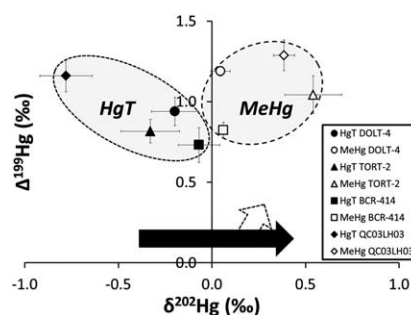 1.5
1.0
0.5
0.0
-1.0 -0.5 0.0 0.5 1.0
Δ¹⁹⁹Hg (‰)
δ²⁰²Hg (‰)
HgT
MeHg
HgT DOLT-4
MeHg DOLT-4
HgT TORT-2
MeHg TORT-2
HgT BCR-414
MeHg BCR-414
HgT QC03LH03
MeHg QC03LH03